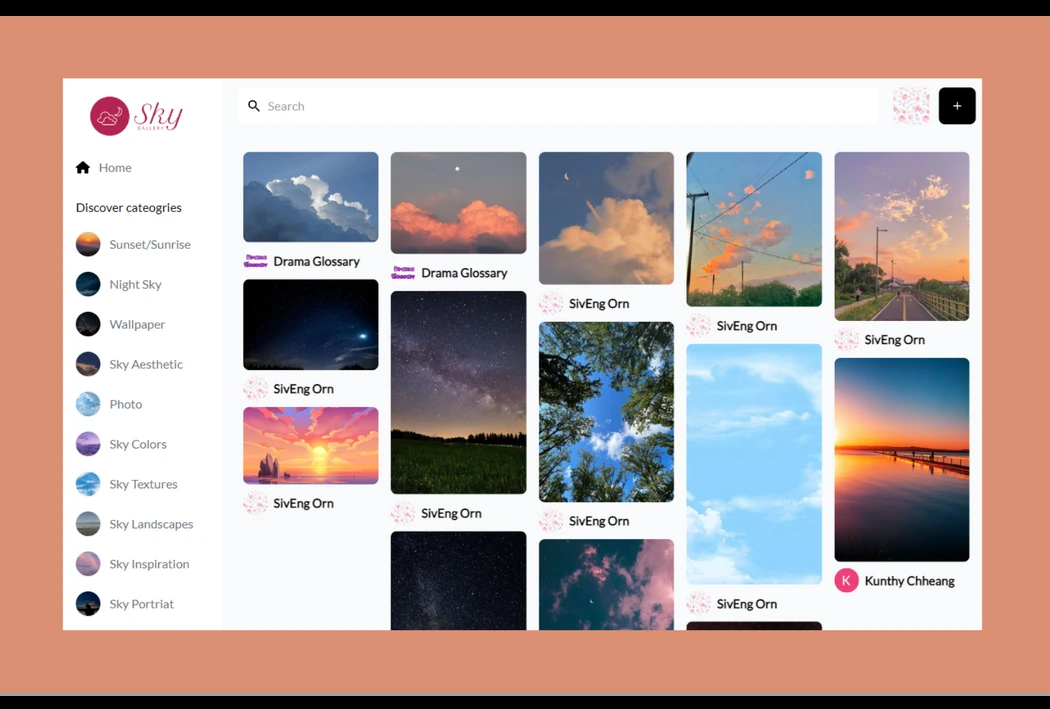 Sky
GALLERY
Search
+
Home
Discover cateogries
Sunset/Sunrise
Night Sky
Wallpaper
Sky Aesthetic
Photo
Sky Colors
Sky Textures
Sky Landscapes
Sky Inspiration
Sky Portriat
Drama Glossary
SivEng Orn
SivEng Orn
Drama Glossary
SivEng Orn
SivEng Orn
SivEng Orn
SivEng Orn
SivEng Orn
SivEng Orn
K Kunthy Chheang